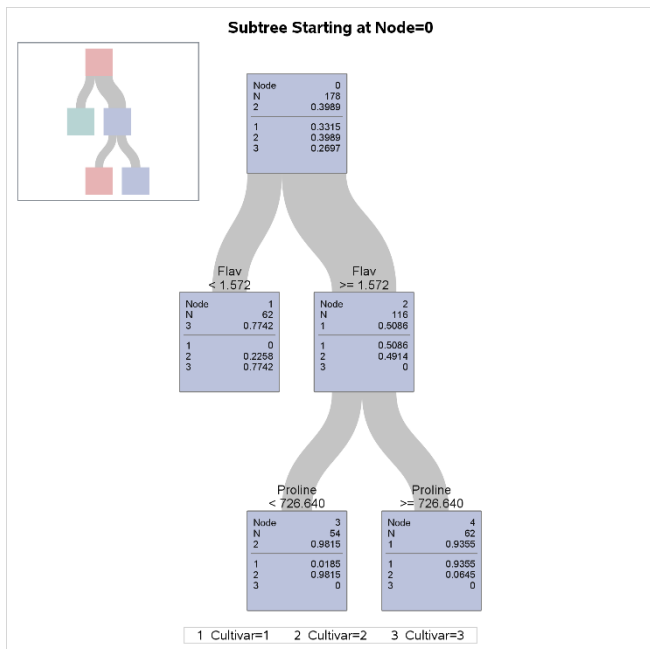 Subtree Starting at Node=0
Node 0
N 178
2 0.3989
1 0.3315
2 0.3989
3 0.2697
Flav
< 1.572
Flav
>= 1.572
Node 1
N 62
3 0.7742
1 0
2 0.2258
3 0.7742
Node 2
N 116
1 0.5086
1 0.5086
2 0.4914
3 0
Proline
< 726.640
Proline
>= 726.640
Node 3
N 54
2 0.9815
1 0.0185
2 0.9815
3 0
Node 4
N 62
1 0.9355
1 0.9355
2 0.0645
3 0
1 Cultivar=1 2 Cultivar=2 3 Cultivar=3